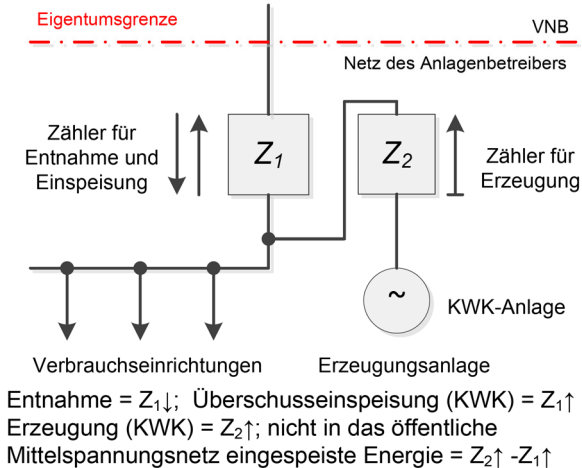 Eigentumsgrenze
VNB
Netz des Anlagenbetreibers
Zähler für
Entnahme und
Einspeisung
Z₁
Z₂
Zähler für
Erzeugung
~
KWK-Anlage
Verbrauchseinrichtungen
Erzeugungsanlage
Entnahme = Z₁↓; Überschusseinspeisung (KWK) = Z₁↑
Erzeugung (KWK) = Z₂↑; nicht in das öffentliche
Mittelspannungsnetz eingespeiste Energie = Z₂↑ -Z₁↑